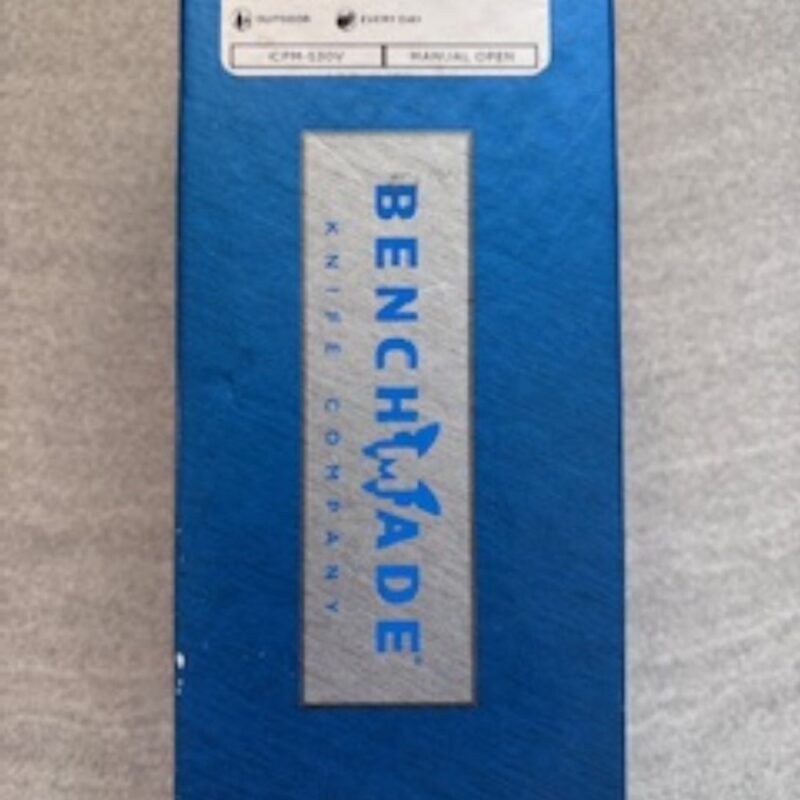 OUTDOOR EVERY DAY
CPM-S30V MANUAL OPEN
BENCHMADE
KNIFE COMPANY